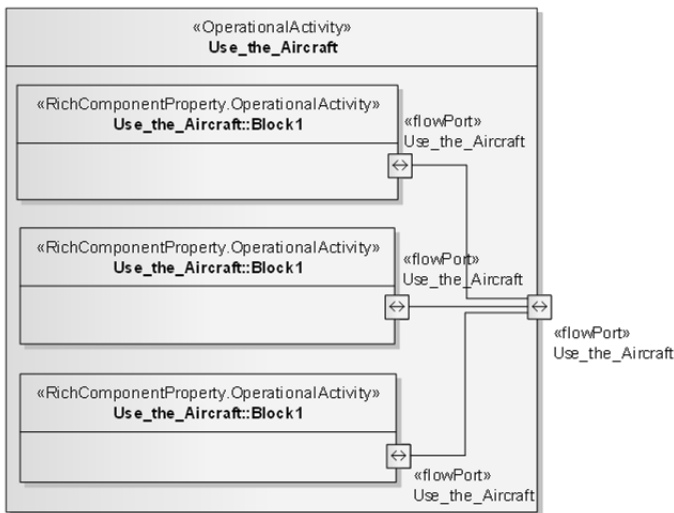 «OperationalActivity»
Use_the_Aircraft
«RichComponentProperty.OperationalActivity»
Use_the_Aircraft::Block1
«flowPort»
Use_the_Aircraft
«RichComponentProperty.OperationalActivity»
Use_the_Aircraft::Block1
«flowPort»
Use_the_Aircraft
«flowPort»
Use_the_Aircraft
«RichComponentProperty.OperationalActivity»
Use_the_Aircraft::Block1
«flowPort»
Use_the_Aircraft